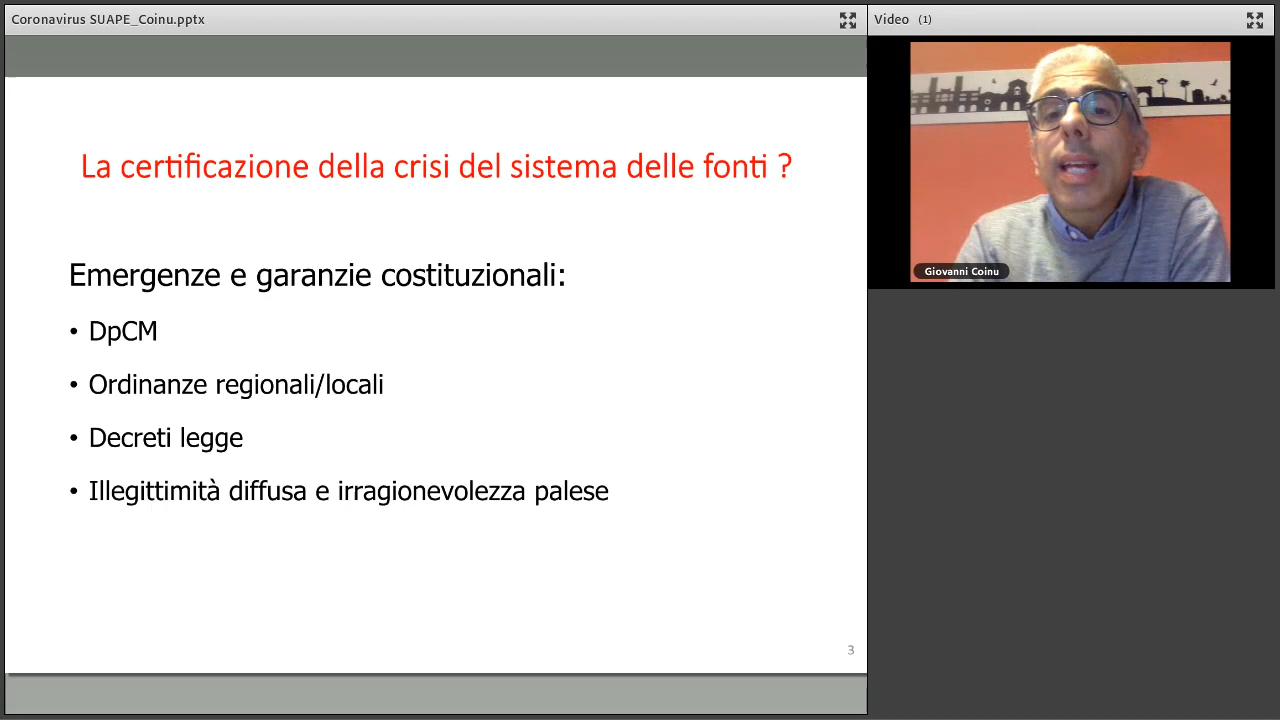 Coronavirus SUAPE_Coinu.pptx
Video (1)
La certificazione della crisi del sistema delle fonti ?
Emergenze e garanzie costituzionali:
• DpCM
• Ordinanze regionali/locali
• Decreti legge
• Illegittimità diffusa e irragionevolezza palese
3
Giovanni Coinu